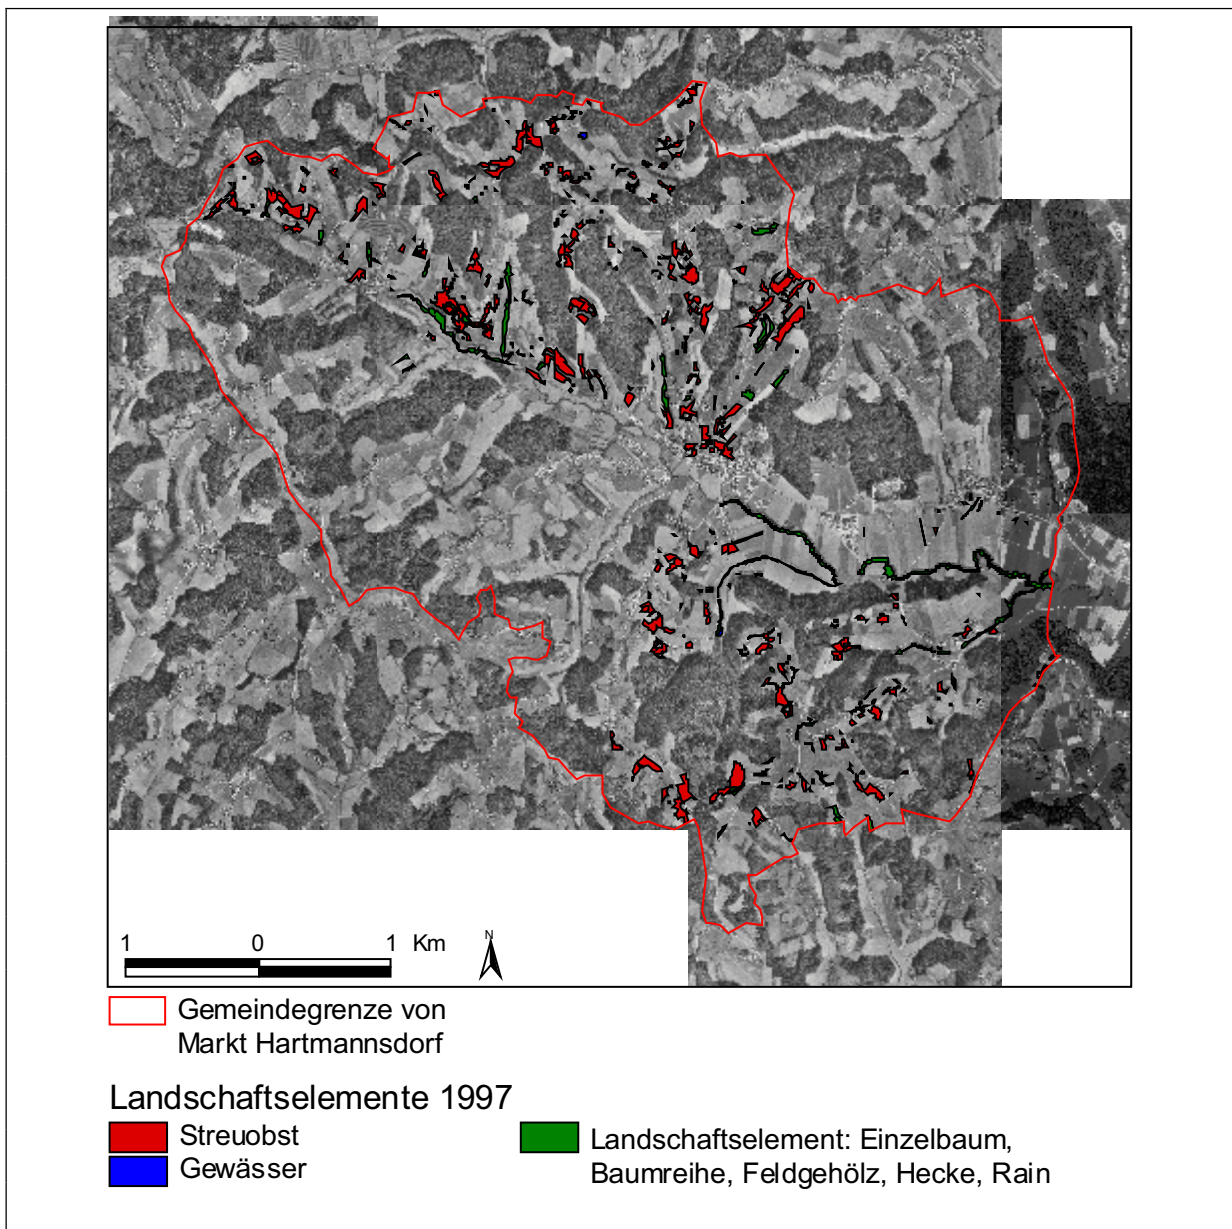 1 0 1 Km
N
Gemeindegrenze von
Markt Hartmannsdorf
Landschaftselemente 1997
Streuobst
Gewässer
Landschaftselement: Einzelbaum,
Baumreihe, Feldgehölz, Hecke, Rain